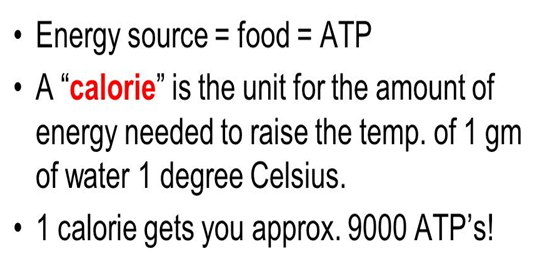 • Energy source = food = ATP
• A “calorie” is the unit for the amount of
energy needed to raise the temp. of 1 gm
of water 1 degree Celsius.
• 1 calorie gets you approx. 9000 ATP’s!